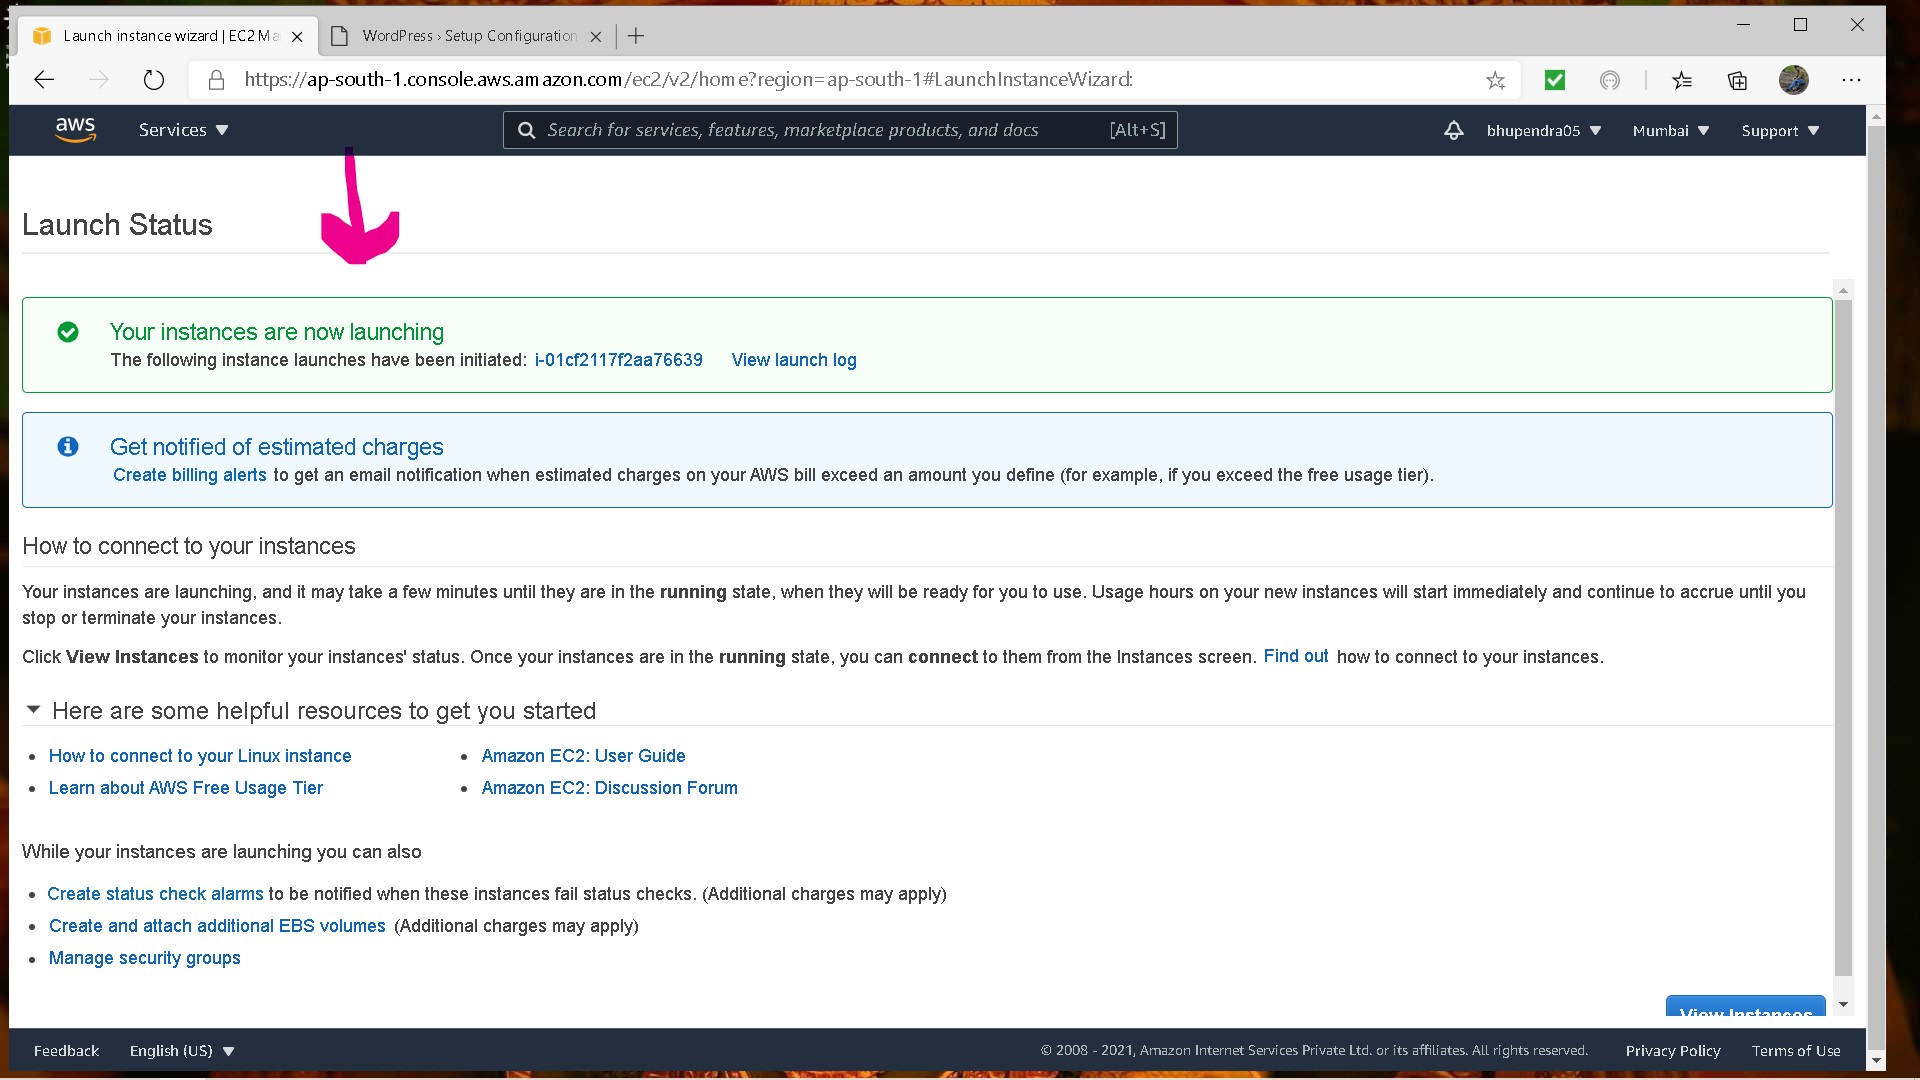 Launch instance wizard | EC2 Ma
WordPress › Setup Configuration
https://ap-south-1.console.aws.amazon.com/ec2/v2/home?region=ap-south-1#LaunchInstanceWizard:
aws
Services
Search for services, features, marketplace products, and docs
[Alt+S]
bhupendra05
Mumbai
Support
Launch Status
Your instances are now launching
The following instance launches have been initiated: i-01cf2117f2aa76639 View launch log
Get notified of estimated charges
Create billing alerts to get an email notification when estimated charges on your AWS bill exceed an amount you define (for example, if you exceed the free usage tier).
How to connect to your instances
Your instances are launching, and it may take a few minutes until they are in the running state, when they will be ready for you to use. Usage hours on your new instances will start immediately and continue to accrue until you
stop or terminate your instances.
Click View Instances to monitor your instances' status. Once your instances are in the running state, you can connect to them from the Instances screen. Find out how to connect to your instances.
Here are some helpful resources to get you started
• How to connect to your Linux instance
• Amazon EC2: User Guide
• Learn about AWS Free Usage Tier
• Amazon EC2: Discussion Forum
While your instances are launching you can also
• Create status check alarms to be notified when these instances fail status checks. (Additional charges may apply)
• Create and attach additional EBS volumes (Additional charges may apply)
• Manage security groups
View Instances
Feedback
English (US)
© 2008 - 2021, Amazon Internet Services Private Ltd. or its affiliates. All rights reserved.
Privacy Policy
Terms of Use